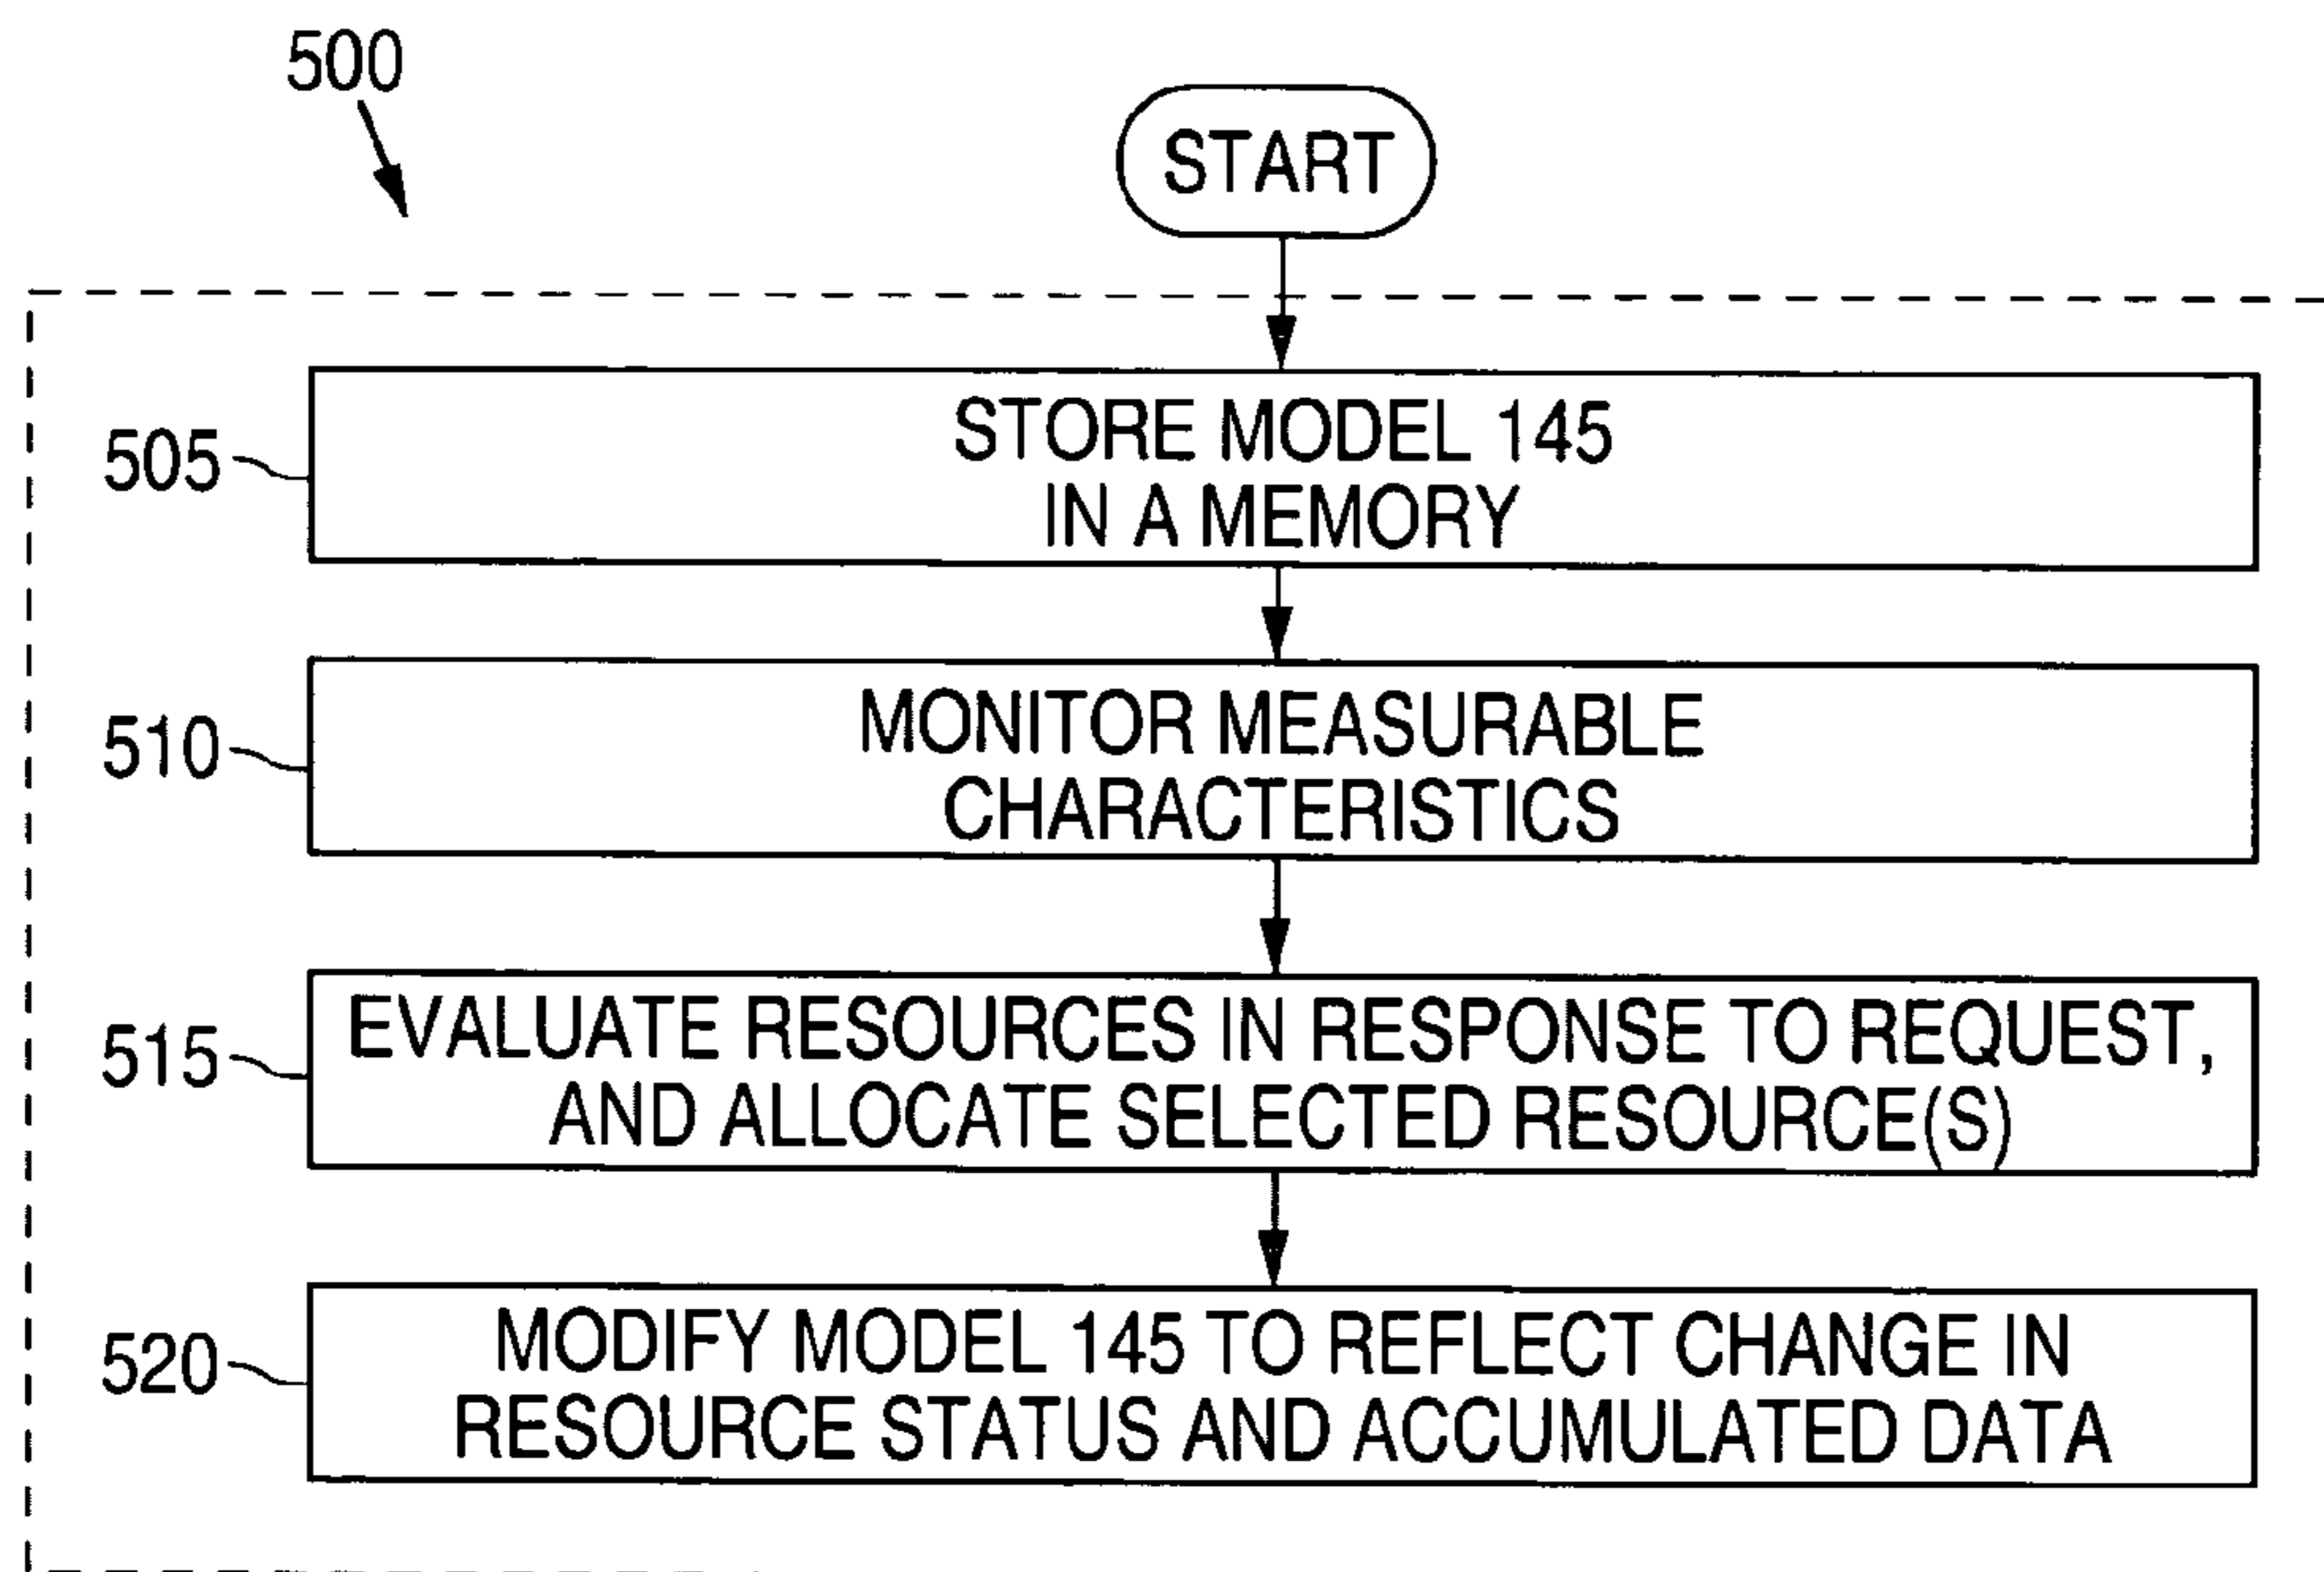 500
START
505
STORE MODEL 145
IN A MEMORY
510
MONITOR MEASURABLE
CHARACTERISTICS
515
EVALUATE RESOURCES IN RESPONSE TO REQUEST,
AND ALLOCATE SELECTED RESOURCE(S)
520
MODIFY MODEL 145 TO REFLECT CHANGE IN
RESOURCE STATUS AND ACCUMULATED DATA